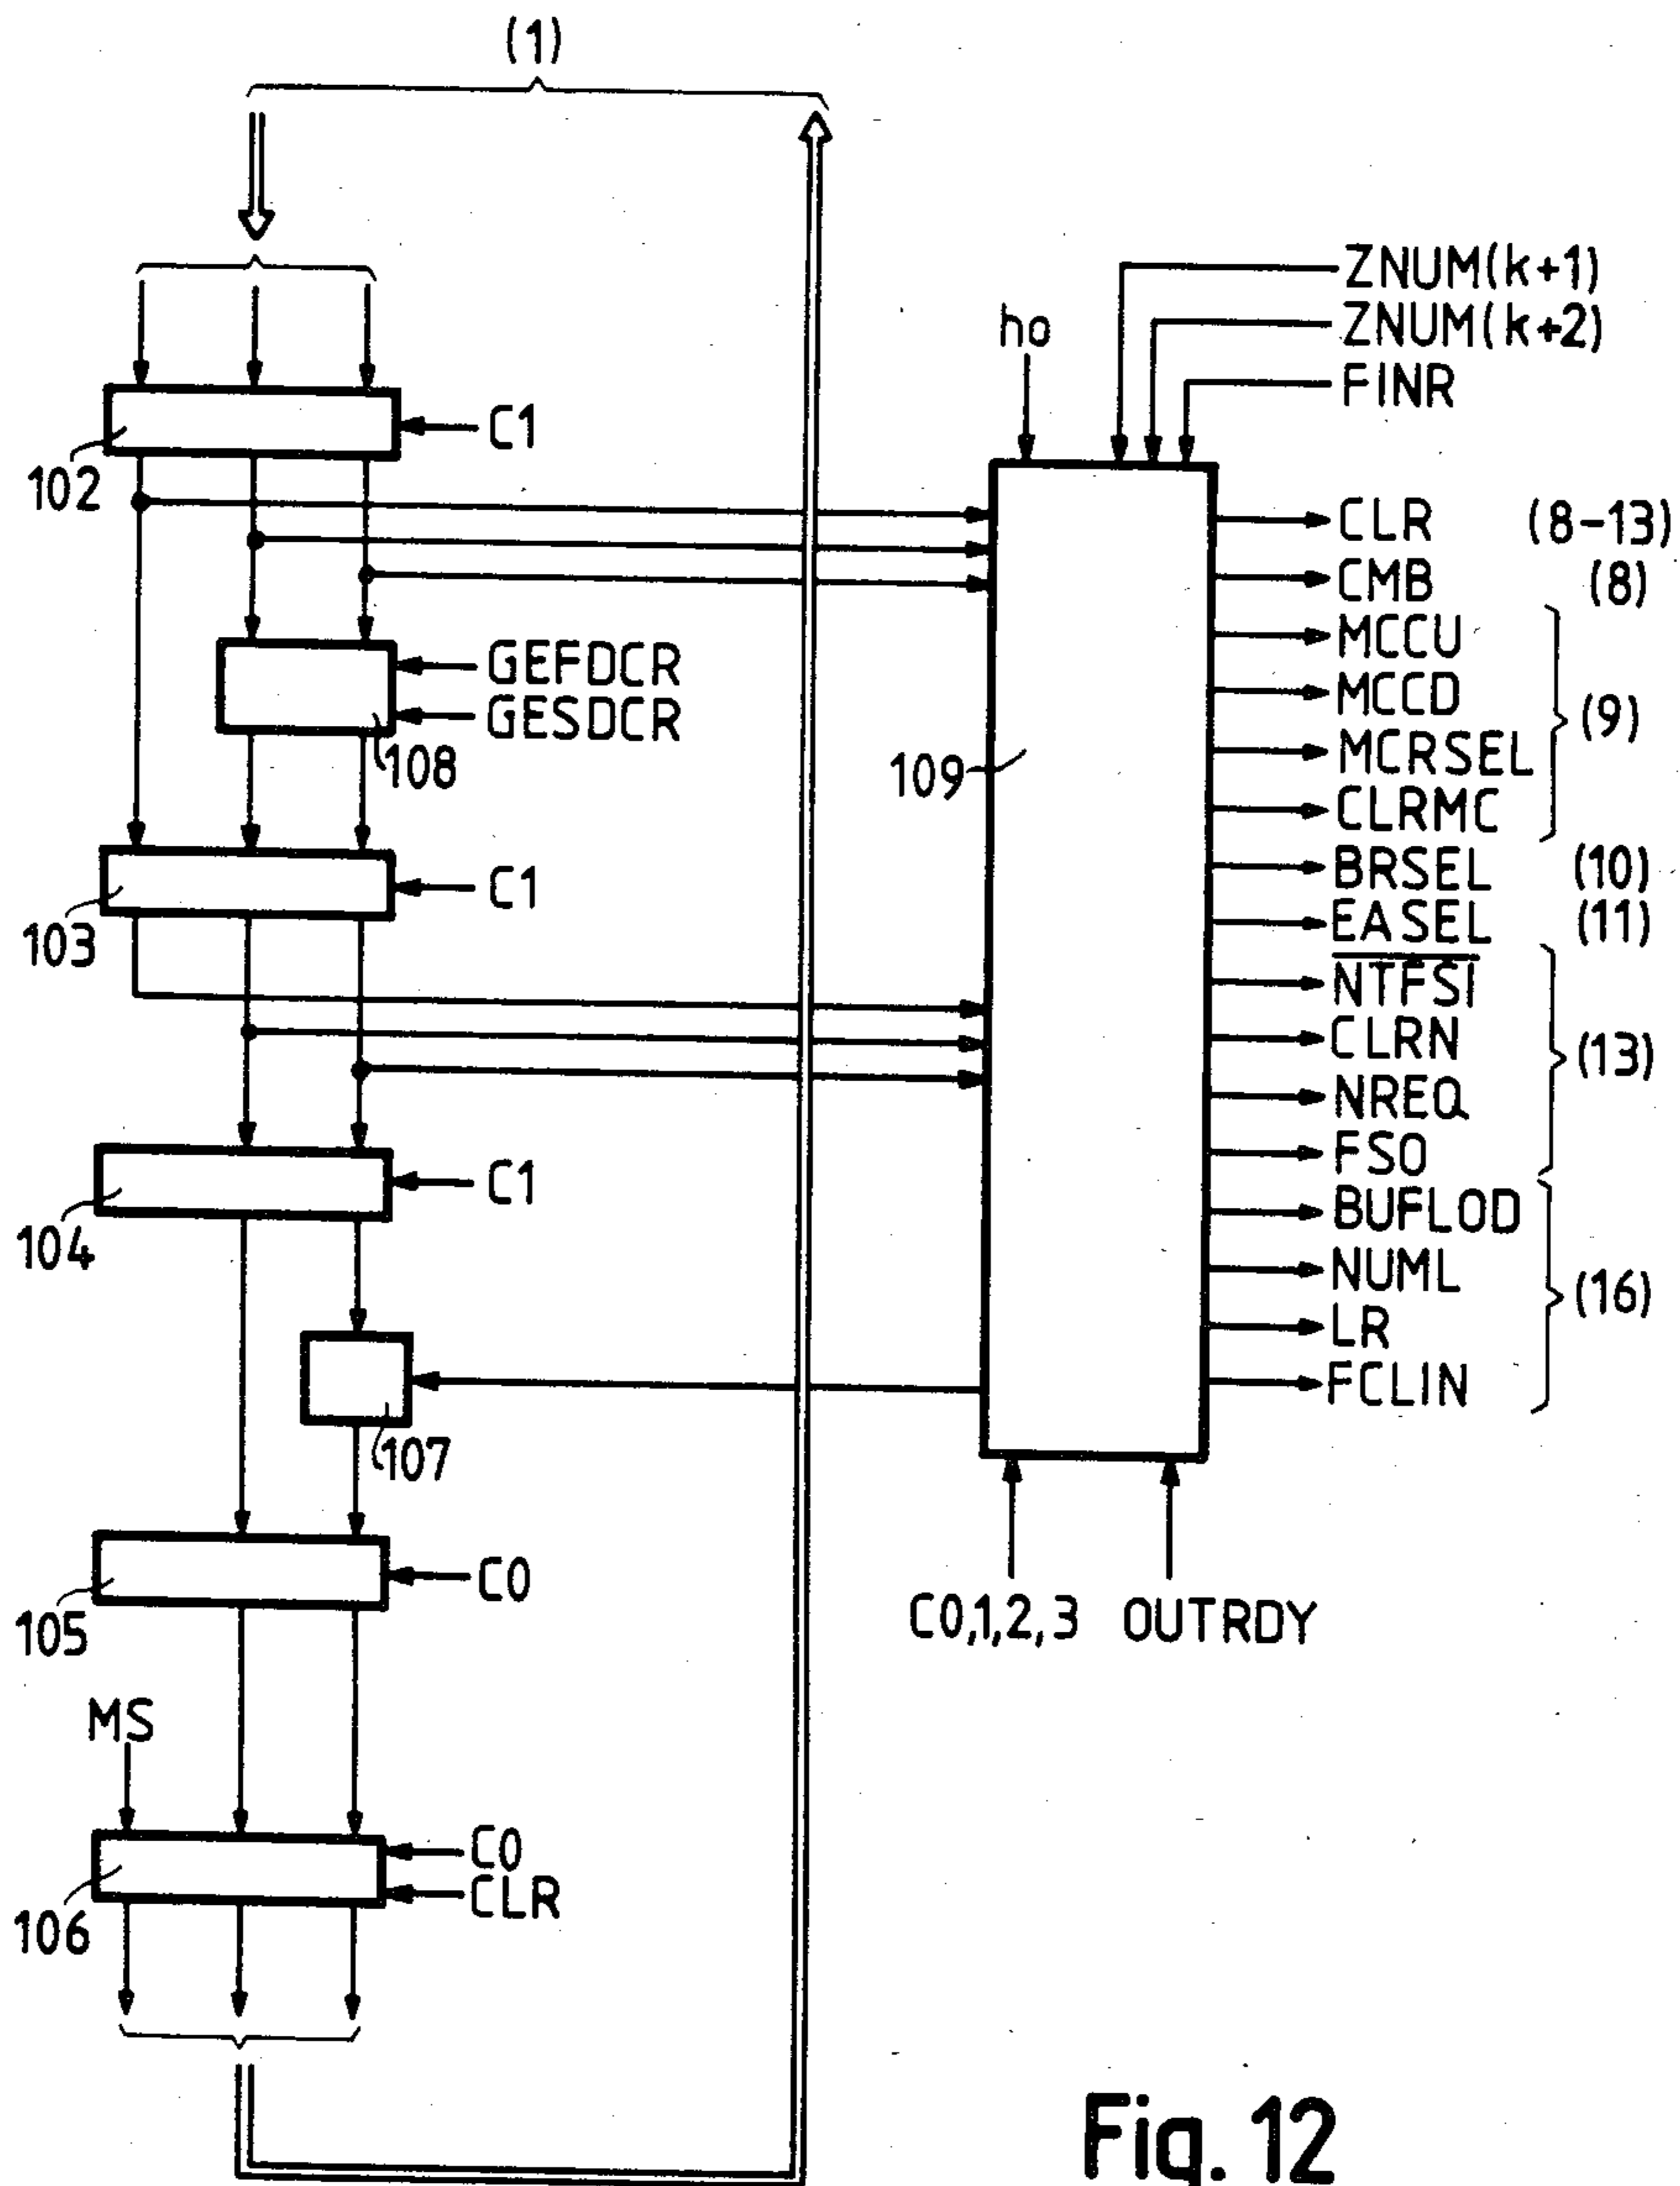 (1)
ZNUM(k+1)
ZNUM(k+2)
ho
FINR
C1
102
CLR (8-13)
CMB (8)
MCCU
GEFDCR
MCCD
GESDCR
(9)
108
109
MCRSEL
CLRMC
C1
BRSEL (10)
103
EASEL (11)
NTFSI
CLRN
(13)
NREQ
C1
FSO
104
BUFLOD
NUML
(16)
LR
FCLIN
107
C0
105
C0,1,2,3 OUTRDY
MS
C0
CLR
106
Fig. 12